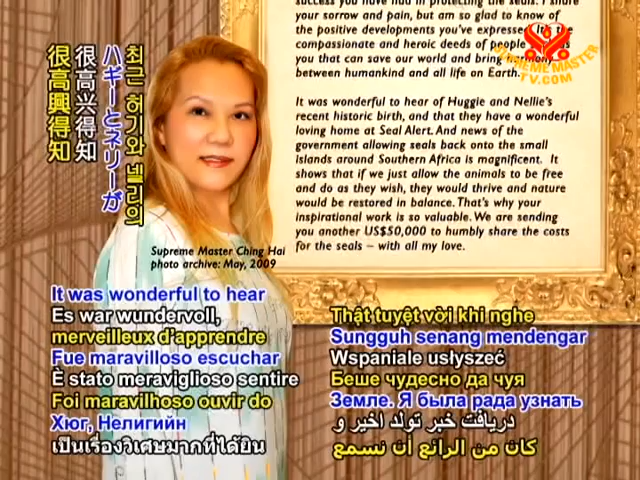 success you have had in protecting the seals. I share
your sorrow and pain, but am so glad to know of
the positive developments you've expressed. It's the
compassionate and heroic deeds of people
you that can save our world and bring harmony
between humankind and all life on Earth.
It was wonderful to hear of Huggie and Nellie's
recent historic birth, and that they have a wonderful
loving home at Seal Alert. And news of the
government allowing seals back onto the small
islands around Southern Africa is magnificent. It
shows that if we just allow the animals to be free
and do as they wish, they would thrive and nature
would be restored in balance. That's why your
inspirational work is so valuable. We are sending
you another US$50,000 to humbly share the costs
for the seals – with all my love.
SUPREME MASTER
TV.COM
최근 허기와 넬리의
ハギーとネリーが
很高兴得知
很高興得知
Supreme Master Ching Hai
photo archive: May, 2009
It was wonderful to hear
Es war wundervoll,
merveilleux d'apprendre
Fue maravilloso escuchar
È stato meraviglioso sentire
Foi maravilhoso ouvir do
Хюг, Нелигийн
เป็นเรื่องวิเศษมากที่ได้ยิน
Thật tuyệt vời khi nghe
Sungguh senang mendengar
Wspaniale usłyszeć
Беше чудесно да чуя
Земле. Я была рада узнать
دریافت خبر تولد اخیر و
كان من الرائع أن نسمع